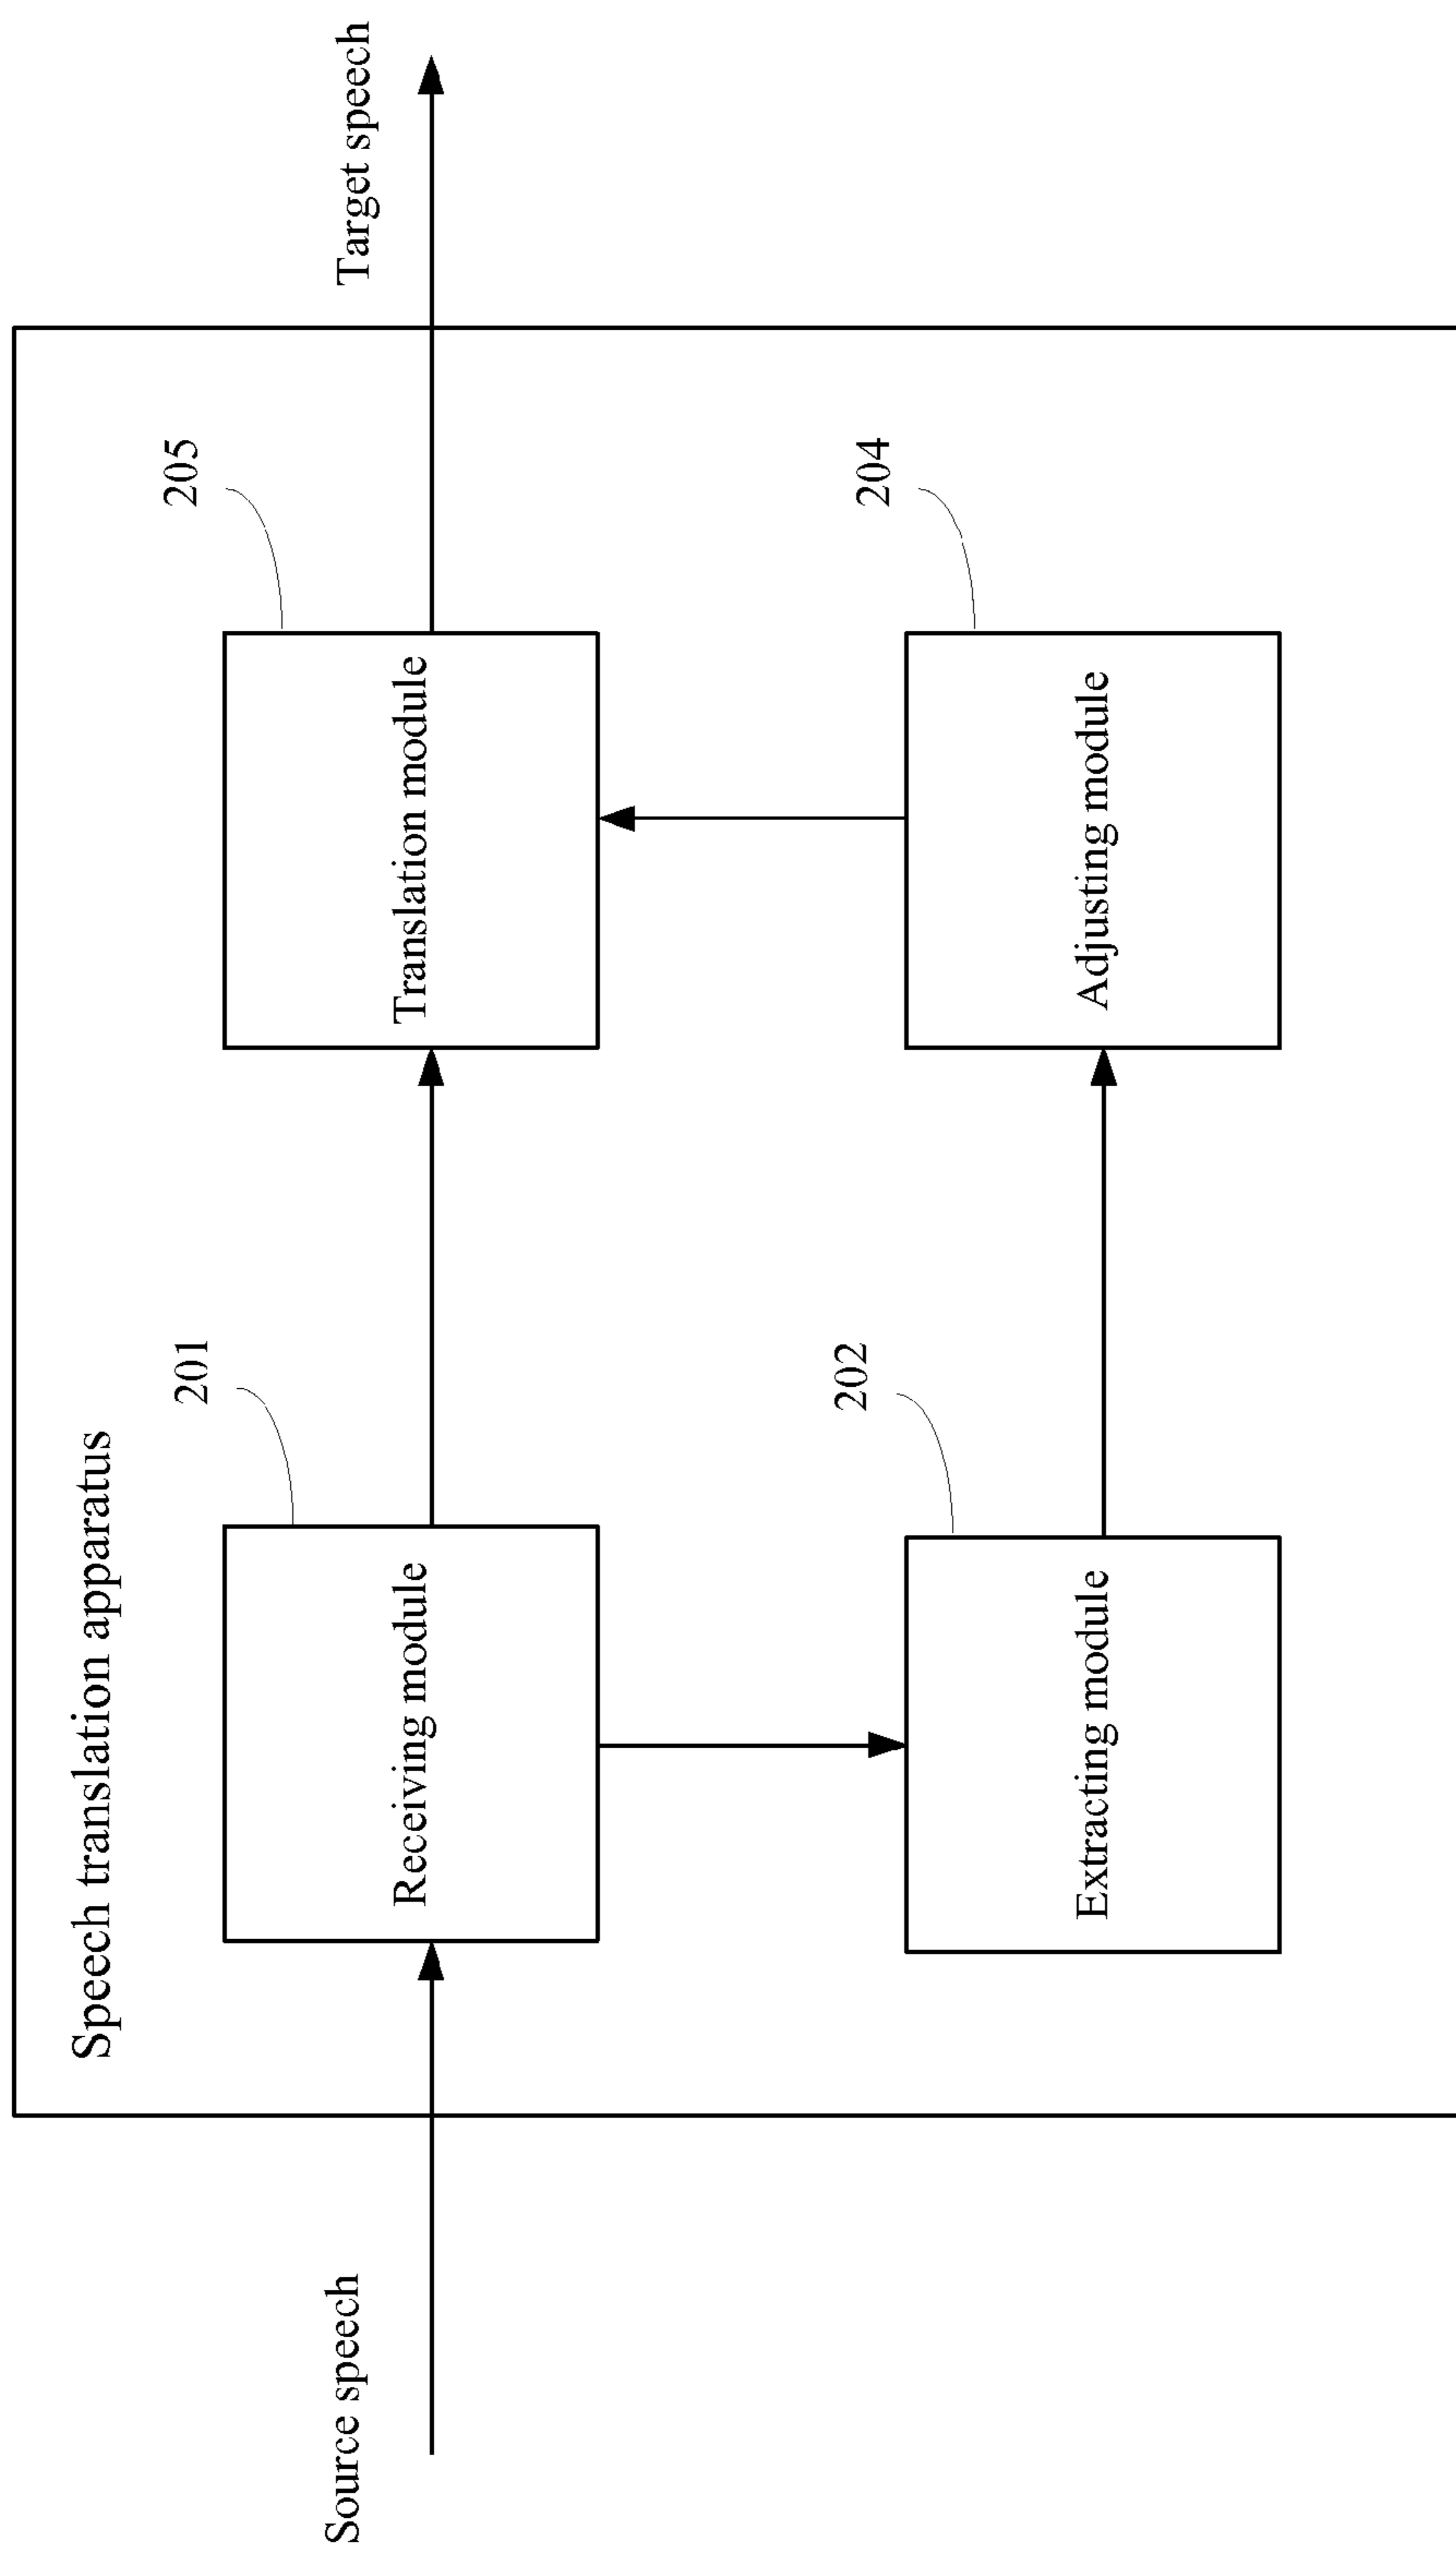 Speech translation apparatus
Source speech
Target speech
201
205
Receiving module
Translation module
202
204
Extracting module
Adjusting module